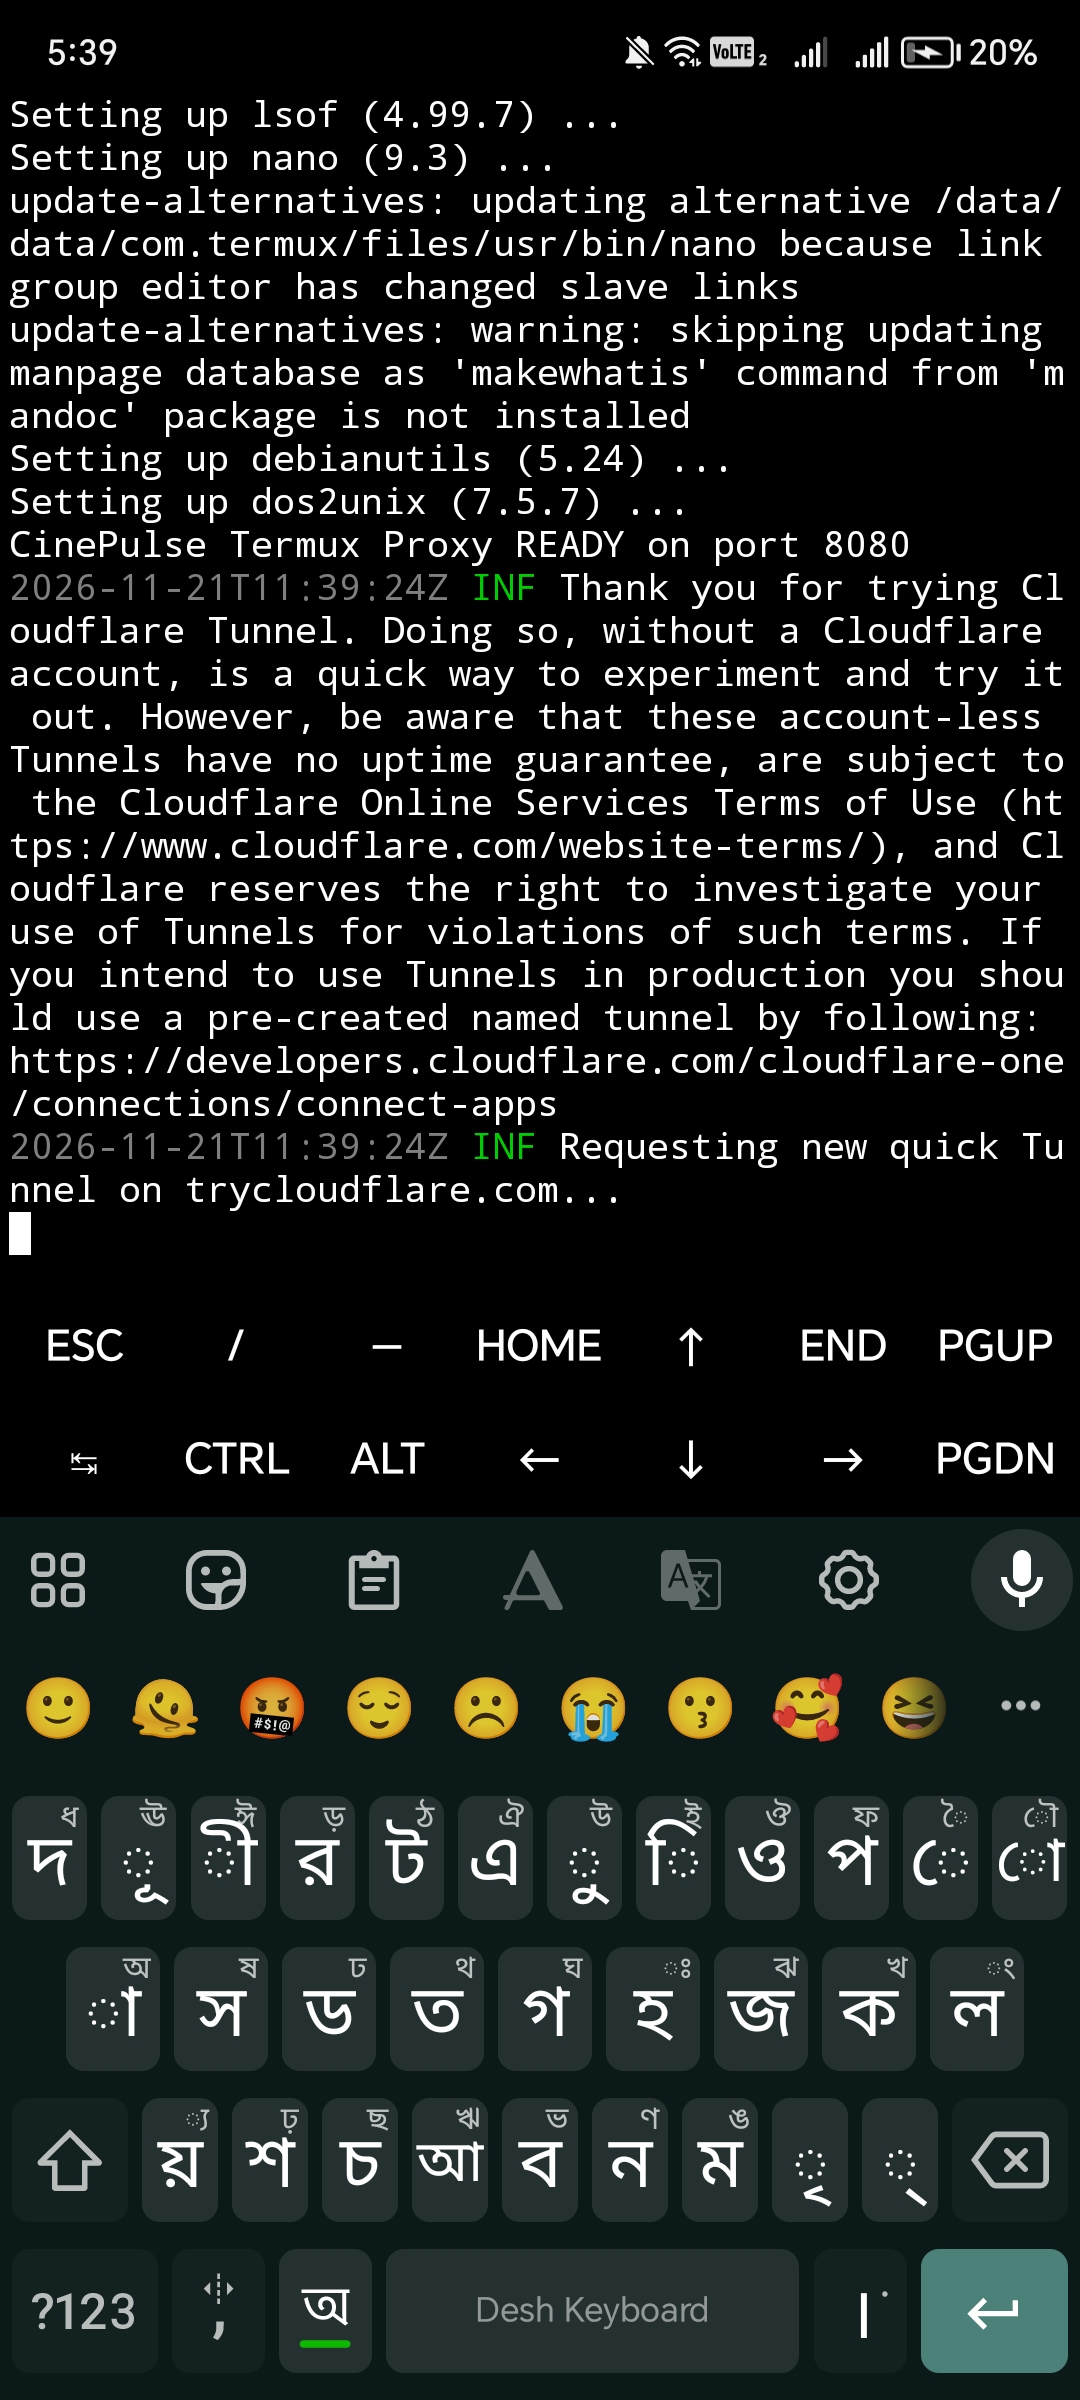 5:39
VoLTE 2
20%
Setting up lsof (4.99.7) ...
Setting up nano (9.3) ...
update-alternatives: updating alternative /data/
data/com.termux/files/usr/bin/nano because link
group editor has changed slave links
update-alternatives: warning: skipping updating
manpage database as 'makewhatis' command from 'm
andoc' package is not installed
Setting up debianutils (5.24) ...
Setting up dos2unix (7.5.7) ...
CinePulse Termux Proxy READY on port 8080
2026-11-21T11:39:24Z INF Thank you for trying Cl
oudflare Tunnel. Doing so, without a Cloudflare
account, is a quick way to experiment and try it
 out. However, be aware that these account-less
Tunnels have no uptime guarantee, are subject to
 the Cloudflare Online Services Terms of Use (ht
tps://www.cloudflare.com/website-terms/), and Cl
oudflare reserves the right to investigate your
use of Tunnels for violations of such terms. If
you intend to use Tunnels in production you shou
ld use a pre-created named tunnel by following:
https://developers.cloudflare.com/cloudflare-one
/connections/connect-apps
2026-11-21T11:39:24Z INF Requesting new quick Tu
nnel on trycloudflare.com...
ESC / — HOME ↑ END PGUP
↹ CTRL ALT ← ↓ → PGDN
ধ ঊ ঈ ড় ঠ ঐ উ ই ঔ ফ ৈ ৌ
দ ূ ী র ট এ ু ি ও প ে ো
অ ষ ঢ থ ঘ ঃ ঝ খ ং
া স ড ত গ হ জ ক ল
্য ঢ় ছ ঋ ভ ণ ঙ
য় শ চ আ ব ন ম ৃ ্
?123 , অ Desh Keyboard ।